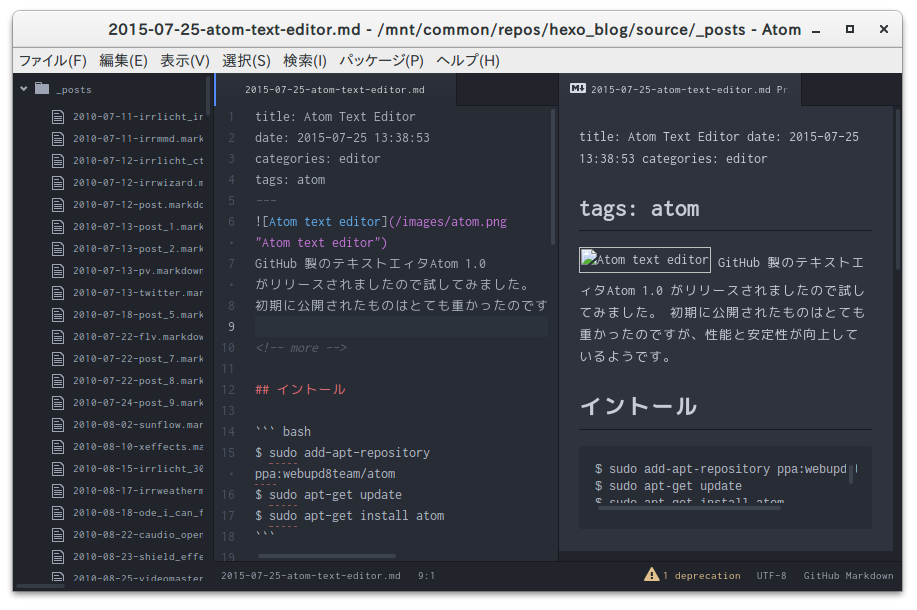 2015-07-25-atom-text-editor.md - /mnt/common/repos/hexo_blog/source/_posts - Atom
ファイル(F) 編集(E) 表示(V) 選択(S) 検索(I) パッケージ(P) ヘルプ(H)
_posts
2010-07-11-irrlicht_ir
2010-07-11-irrmmd.mark
2010-07-12-irrlicht_ct
2010-07-12-irrwizard.m
2010-07-12-post.markdo
2010-07-13-post_1.mark
2010-07-13-post_2.mark
2010-07-13-pv.markdown
2010-07-13-twitter.mar
2010-07-18-post_5.mark
2010-07-22-flv.markdow
2010-07-22-post_7.mark
2010-07-22-post_8.mark
2010-07-24-post_9.mark
2010-08-02-sunflow.mar
2010-08-10-xeffects.ma
2010-08-15-irrlicht_30
2010-08-17-irrweatherm
2010-08-18-ode_i_can_f
2010-08-22-caudio_open
2010-08-23-shield_effe
2010-08-25-videomaster
2015-07-25-atom-text-editor.md
1 title: Atom Text Editor
2 date: 2015-07-25 13:38:53
3 categories: editor
4 tags: atom
5 ---
6 ![Atom text editor](/images/atom.png
• "Atom text editor")
7 GitHub 製のテキストエィタAtom 1.0
• がリリースされましたので試してみました。
8 初期に公開されたものはとても重かったのです
9
10 <!-- more -->
11
12 ## イントール
13
14 ``` bash
15 $ sudo add-apt-repository
• ppa:webupd8team/atom
16 $ sudo apt-get update
17 $ sudo apt-get install atom
18 ```
19
2015-07-25-atom-text-editor.md Pr
title: Atom Text Editor date: 2015-07-25
13:38:53 categories: editor
tags: atom
Atom text editor GitHub 製のテキストエ
ィタAtom 1.0 がリリースされましたので試し
てみました。 初期に公開されたものはとても
重かったのですが、性能と安定性が向上して
いるようです。
イントール
$ sudo add-apt-repository ppa:webupd
$ sudo apt-get update
$ sudo apt-get install atom
2015-07-25-atom-text-editor.md 9:1
1 deprecation UTF-8 GitHub Markdown